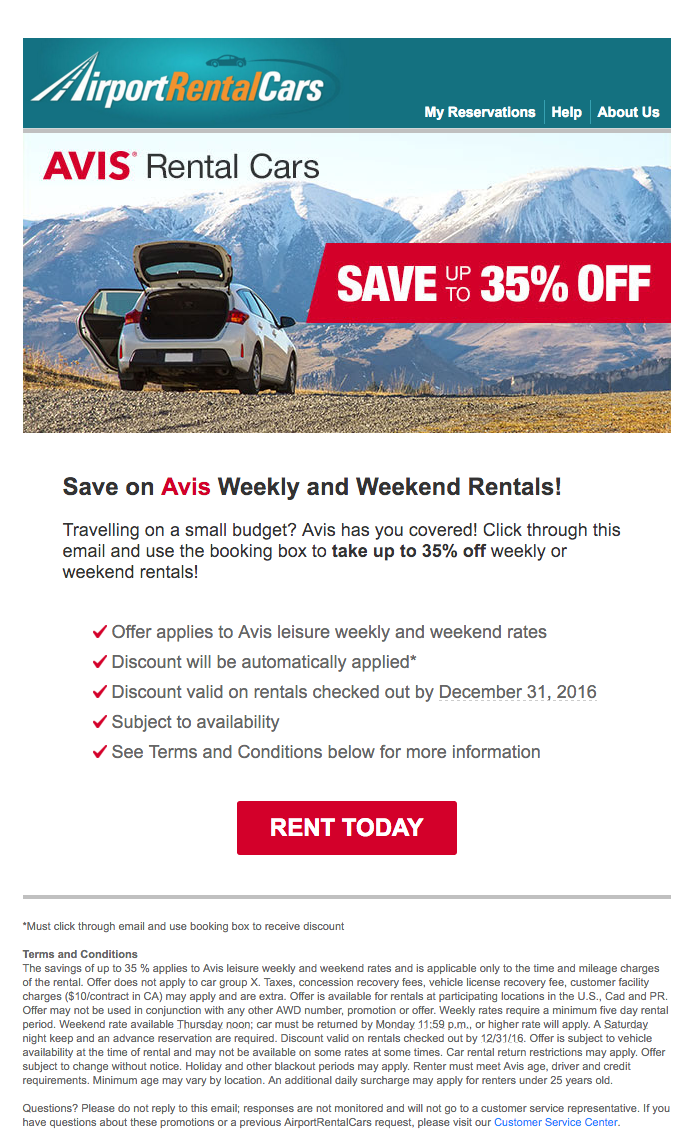 AirportRentalCars
My Reservations Help About Us
AVIS® Rental Cars
SAVE UP TO 35% OFF
Save on Avis Weekly and Weekend Rentals!
Travelling on a small budget? Avis has you covered! Click through this
email and use the booking box to take up to 35% off weekly or
weekend rentals!
Offer applies to Avis leisure weekly and weekend rates
Discount will be automatically applied*
Discount valid on rentals checked out by December 31, 2016
Subject to availability
See Terms and Conditions below for more information
RENT TODAY
*Must click through email and use booking box to receive discount
Terms and Conditions
The savings of up to 35 % applies to Avis leisure weekly and weekend rates and is applicable only to the time and mileage charges
of the rental. Offer does not apply to car group X. Taxes, concession recovery fees, vehicle license recovery fee, customer facility
charges ($10/contract in CA) may apply and are extra. Offer is available for rentals at participating locations in the U.S., Cad and PR.
Offer may not be used in conjunction with any other AWD number, promotion or offer. Weekly rates require a minimum five day rental
period. Weekend rate available Thursday noon; car must be returned by Monday 11:59 p.m., or higher rate will apply. A Saturday
night keep and an advance reservation are required. Discount valid on rentals checked out by 12/31/16. Offer is subject to vehicle
availability at the time of rental and may not be available on some rates at some times. Car rental return restrictions may apply. Offer
subject to change without notice. Holiday and other blackout periods may apply. Renter must meet Avis age, driver and credit
requirements. Minimum age may vary by location. An additional daily surcharge may apply for renters under 25 years old.
Questions? Please do not reply to this email; responses are not monitored and will not go to a customer service representative. If you
have questions about these promotions or a previous AirportRentalCars request, please visit our Customer Service Center.